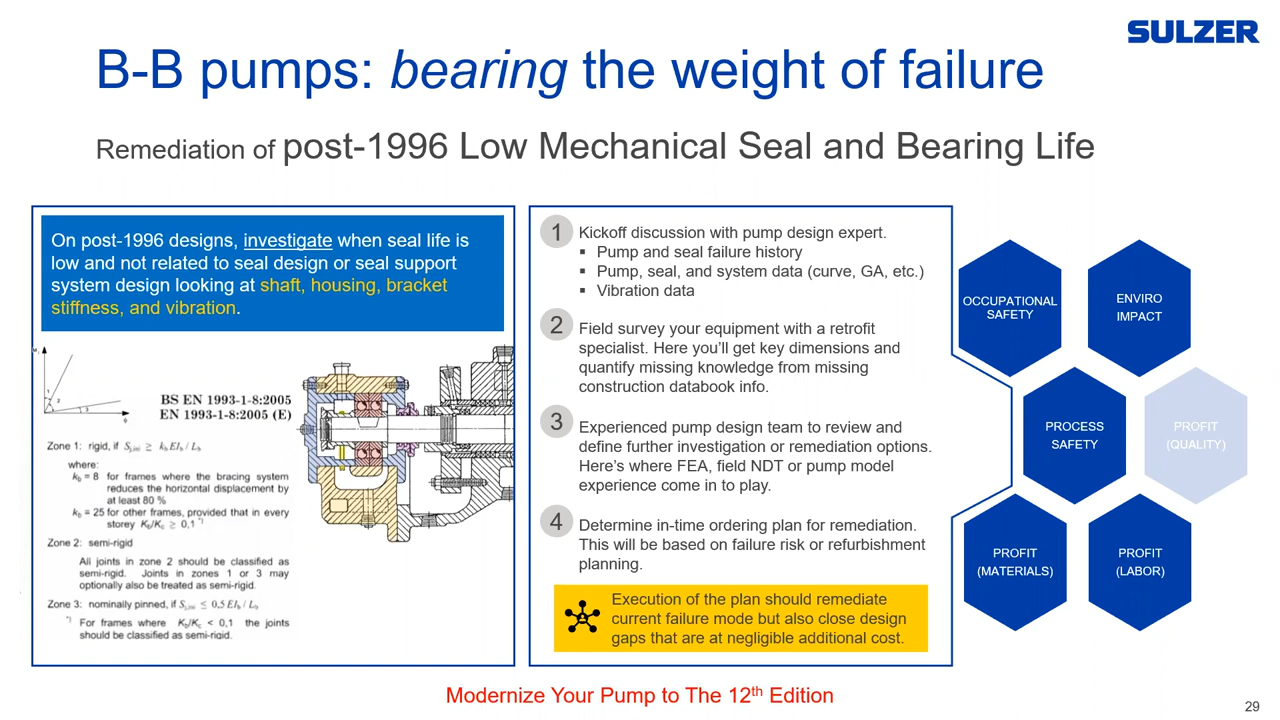 SULZER
B-B pumps: bearing the weight of failure
Remediation of post-1996 Low Mechanical Seal and Bearing Life
On post-1996 designs, investigate when seal life is
low and not related to seal design or seal support
system design looking at shaft, housing, bracket
stiffness, and vibration.
BS EN 1993-1-8:2005
EN 1993-1-8:2005 (E)
Zone 1: rigid, if Sj,ini ≥ kb EIb / Lb
where:
kb = 8 for frames where the bracing system
reduces the horizontal displacement by
at least 80 %
kb = 25 for other frames, provided that in every
storey Kb/Kc ≥ 0,1 *)
Zone 2: semi-rigid
All joints in zone 2 should be classified as
semi-rigid. Joints in zones 1 or 3 may
optionally also be treated as semi-rigid.
Zone 3: nominally pinned, if Sj,ini ≤ 0,5 EIb / Lb
*) For frames where Kb/Kc < 0,1 the joints
should be classified as semi-rigid.
1 Kickoff discussion with pump design expert.
▪ Pump and seal failure history
▪ Pump, seal, and system data (curve, GA, etc.)
▪ Vibration data
2 Field survey your equipment with a retrofit
specialist. Here you’ll get key dimensions and
quantify missing knowledge from missing
construction databook info.
3 Experienced pump design team to review and
define further investigation or remediation options.
Here’s where FEA, field NDT or pump model
experience come in to play.
4 Determine in-time ordering plan for remediation.
This will be based on failure risk or refurbishment
planning.
Execution of the plan should remediate
current failure mode but also close design
gaps that are at negligible additional cost.
OCCUPATIONAL
SAFETY
ENVIRO
IMPACT
PROCESS
SAFETY
PROFIT
(QUALITY)
PROFIT
(MATERIALS)
PROFIT
(LABOR)
Modernize Your Pump to The 12th Edition
29